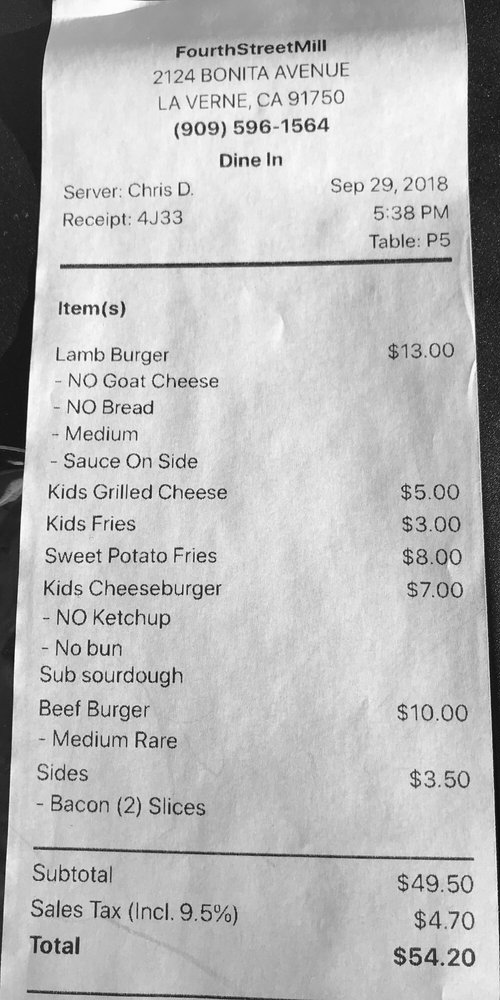 FourthStreetMill
2124 BONITA AVENUE
LA VERNE, CA 91750
(909) 596-1564
Dine In
Server: Chris D. Sep 29, 2018
Receipt: 4J33 5:38 PM
Table: P5
Item(s)
Lamb Burger $13.00
- NO Goat Cheese
- NO Bread
- Medium
- Sauce On Side
Kids Grilled Cheese $5.00
Kids Fries $3.00
Sweet Potato Fries $8.00
Kids Cheeseburger $7.00
- NO Ketchup
- No bun
Sub sourdough
Beef Burger $10.00
- Medium Rare
Sides $3.50
- Bacon (2) Slices
Subtotal $49.50
Sales Tax (Incl. 9.5%) $4.70
Total $54.20